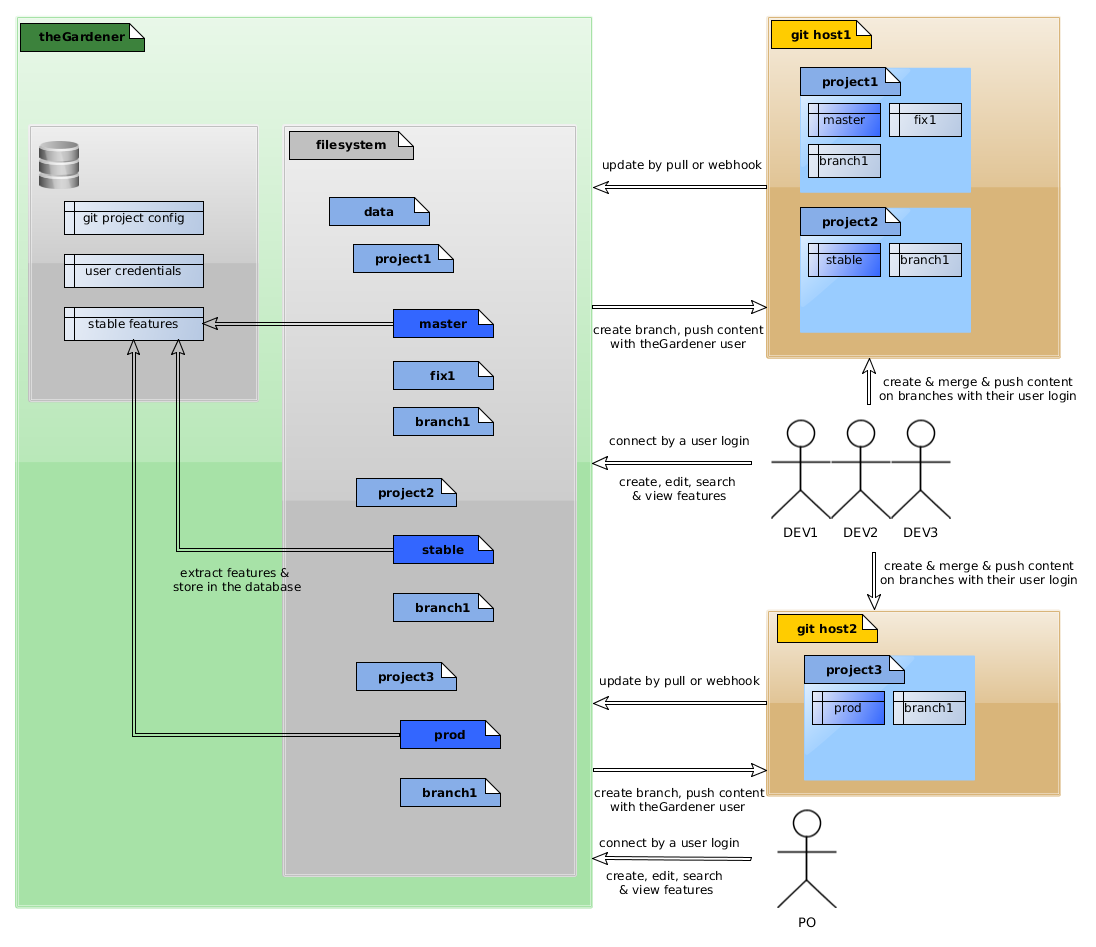 theGardener
git project config
user credentials
stable features
extract features &
store in the database
filesystem
data
project1
master
fix1
branch1
project2
stable
branch1
project3
prod
branch1
update by pull or webhook
create branch, push content
with theGardener user
connect by a user login
create, edit, search
& view features
update by pull or webhook
create branch, push content
with theGardener user
connect by a user login
create, edit, search
& view features
git host1
project1
master
fix1
branch1
project2
stable
branch1
create & merge & push content
on branches with their user login
DEV1
DEV2
DEV3
create & merge & push content
on branches with their user login
git host2
project3
prod
branch1
PO